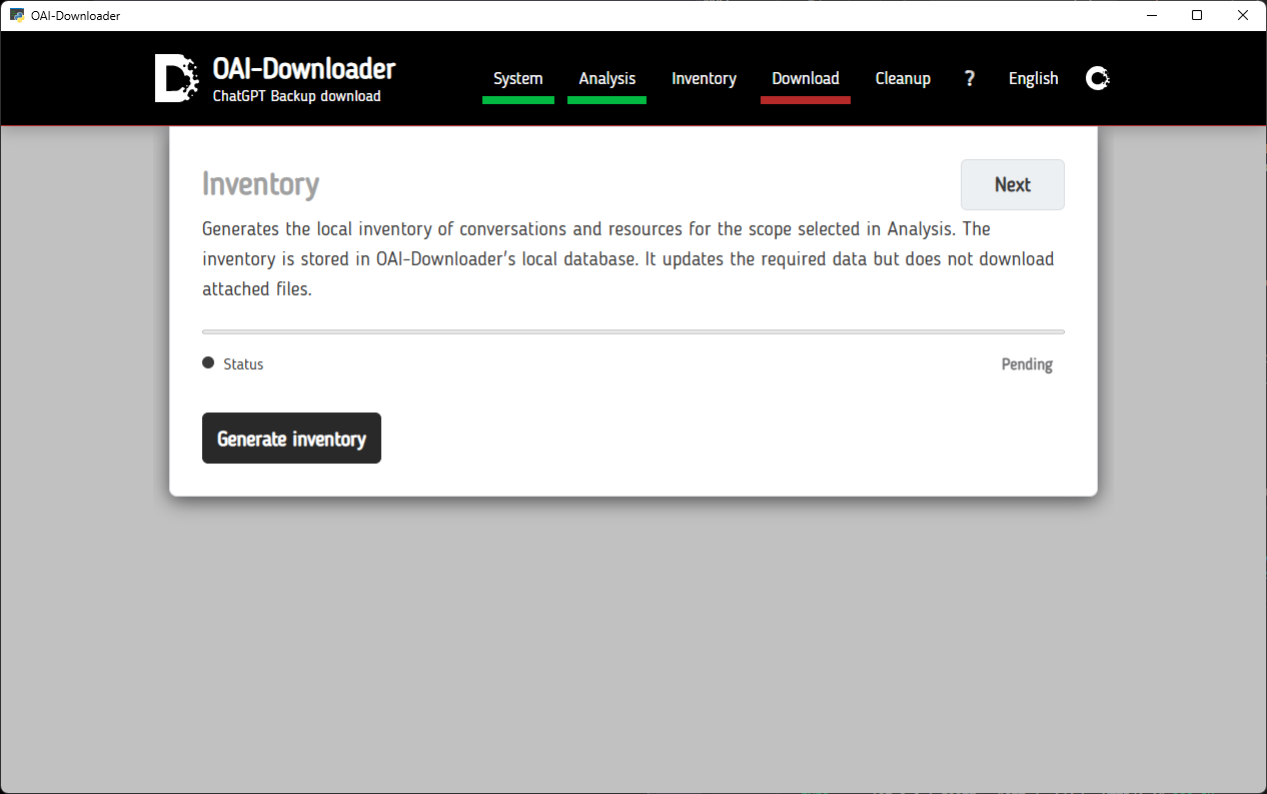 OAI-Downloader
OAI-Downloader
ChatGPT Backup download
System
Analysis
Inventory
Download
Cleanup
?
English
Inventory
Next
Generates the local inventory of conversations and resources for the scope selected in Analysis. The
inventory is stored in OAI-Downloader's local database. It updates the required data but does not download
attached files.
Status
Pending
Generate inventory